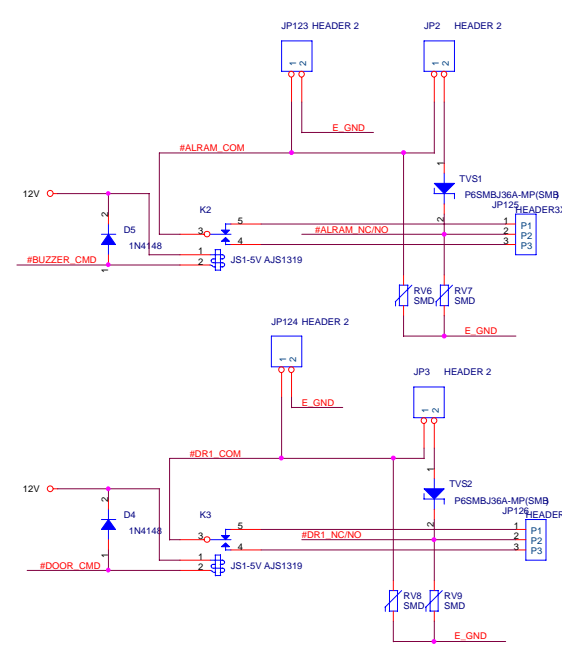 JP123 HEADER 2
JP2 HEADER 2
1 2
1 2
E_GND
#ALRAM_COM
1
TVS1
P6SMBJ36A-MP(SMB)
12V
K2
JP125
HEADER3X
2
D5
1N4148
3
5
4
2
#ALRAM_NC/NO
1 P1
2 P2
3 P3
#BUZZER_CMD
1
1
2
JS1-5V AJS1319
RV6
SMD
RV7
SMD
JP124 HEADER 2
E_GND
1 2
JP3 HEADER 2
1 2
E_GND
#DR1_COM
1
TVS2
P6SMBJ36A-MP(SMB)
12V
K3
JP126
HEADER
2
D4
1N4148
3
5
4
2
#DR1_NC/NO
1 P1
2 P2
3 P3
#DOOR_CMD
1
1
2
JS1-5V AJS1319
RV8
SMD
RV9
SMD
E_GND